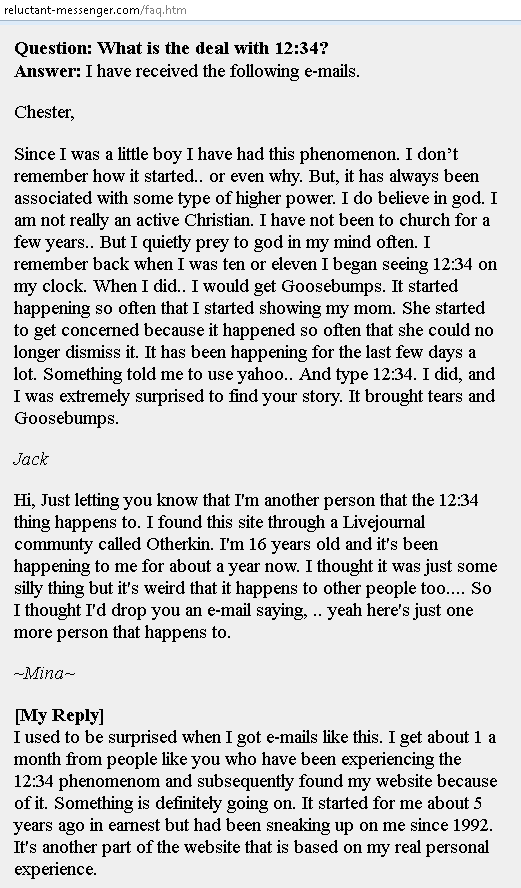 reluctant-messenger.com/faq.htm
Question: What is the deal with 12:34?
Answer: I have received the following e-mails.
Chester,
Since I was a little boy I have had this phenomenon. I don’t
remember how it started.. or even why. But, it has always been
associated with some type of higher power. I do believe in god. I
am not really an active Christian. I have not been to church for a
few years.. But I quietly prey to god in my mind often. I
remember back when I was ten or eleven I began seeing 12:34 on
my clock. When I did.. I would get Goosebumps. It started
happening so often that I started showing my mom. She started
to get concerned because it happened so often that she could no
longer dismiss it. It has been happening for the last few days a
lot. Something told me to use yahoo.. And type 12:34. I did, and
I was extremely surprised to find your story. It brought tears and
Goosebumps.
Jack
Hi, Just letting you know that I'm another person that the 12:34
thing happens to. I found this site through a Livejournal
communty called Otherkin. I'm 16 years old and it's been
happening to me for about a year now. I thought it was just some
silly thing but it's weird that it happens to other people too.... So
I thought I'd drop you an e-mail saying, .. yeah here's just one
more person that happens to.
~Mina~
[My Reply]
I used to be surprised when I got e-mails like this. I get about 1 a
month from people like you who have been experiencing the
12:34 phenomenom and subsequently found my website because
of it. Something is definitely going on. It started for me about 5
years ago in earnest but had been sneaking up on me since 1992.
It's another part of the website that is based on my real personal
experience.